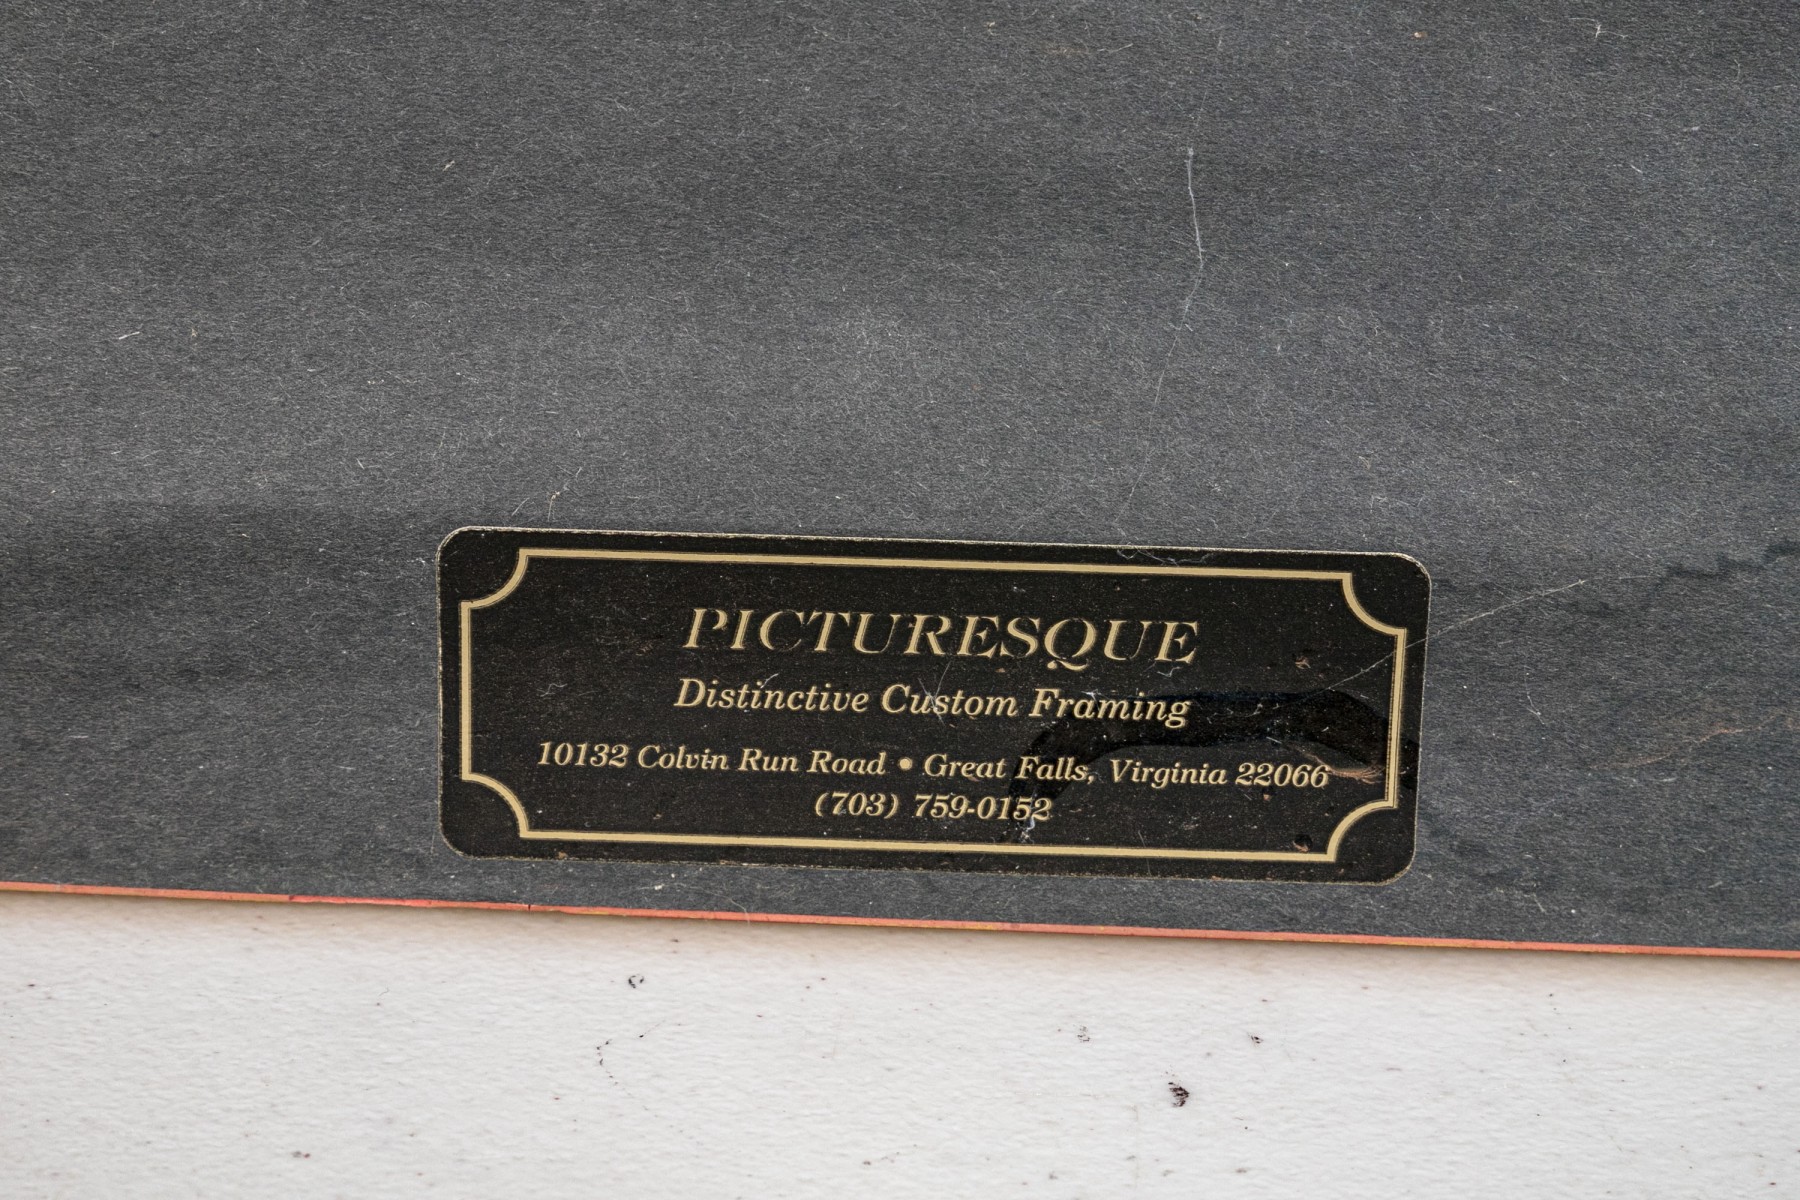 PICTURESQUE
Distinctive Custom Framing
10132 Colvin Run Road • Great Falls, Virginia 22066
(703) 759-0152